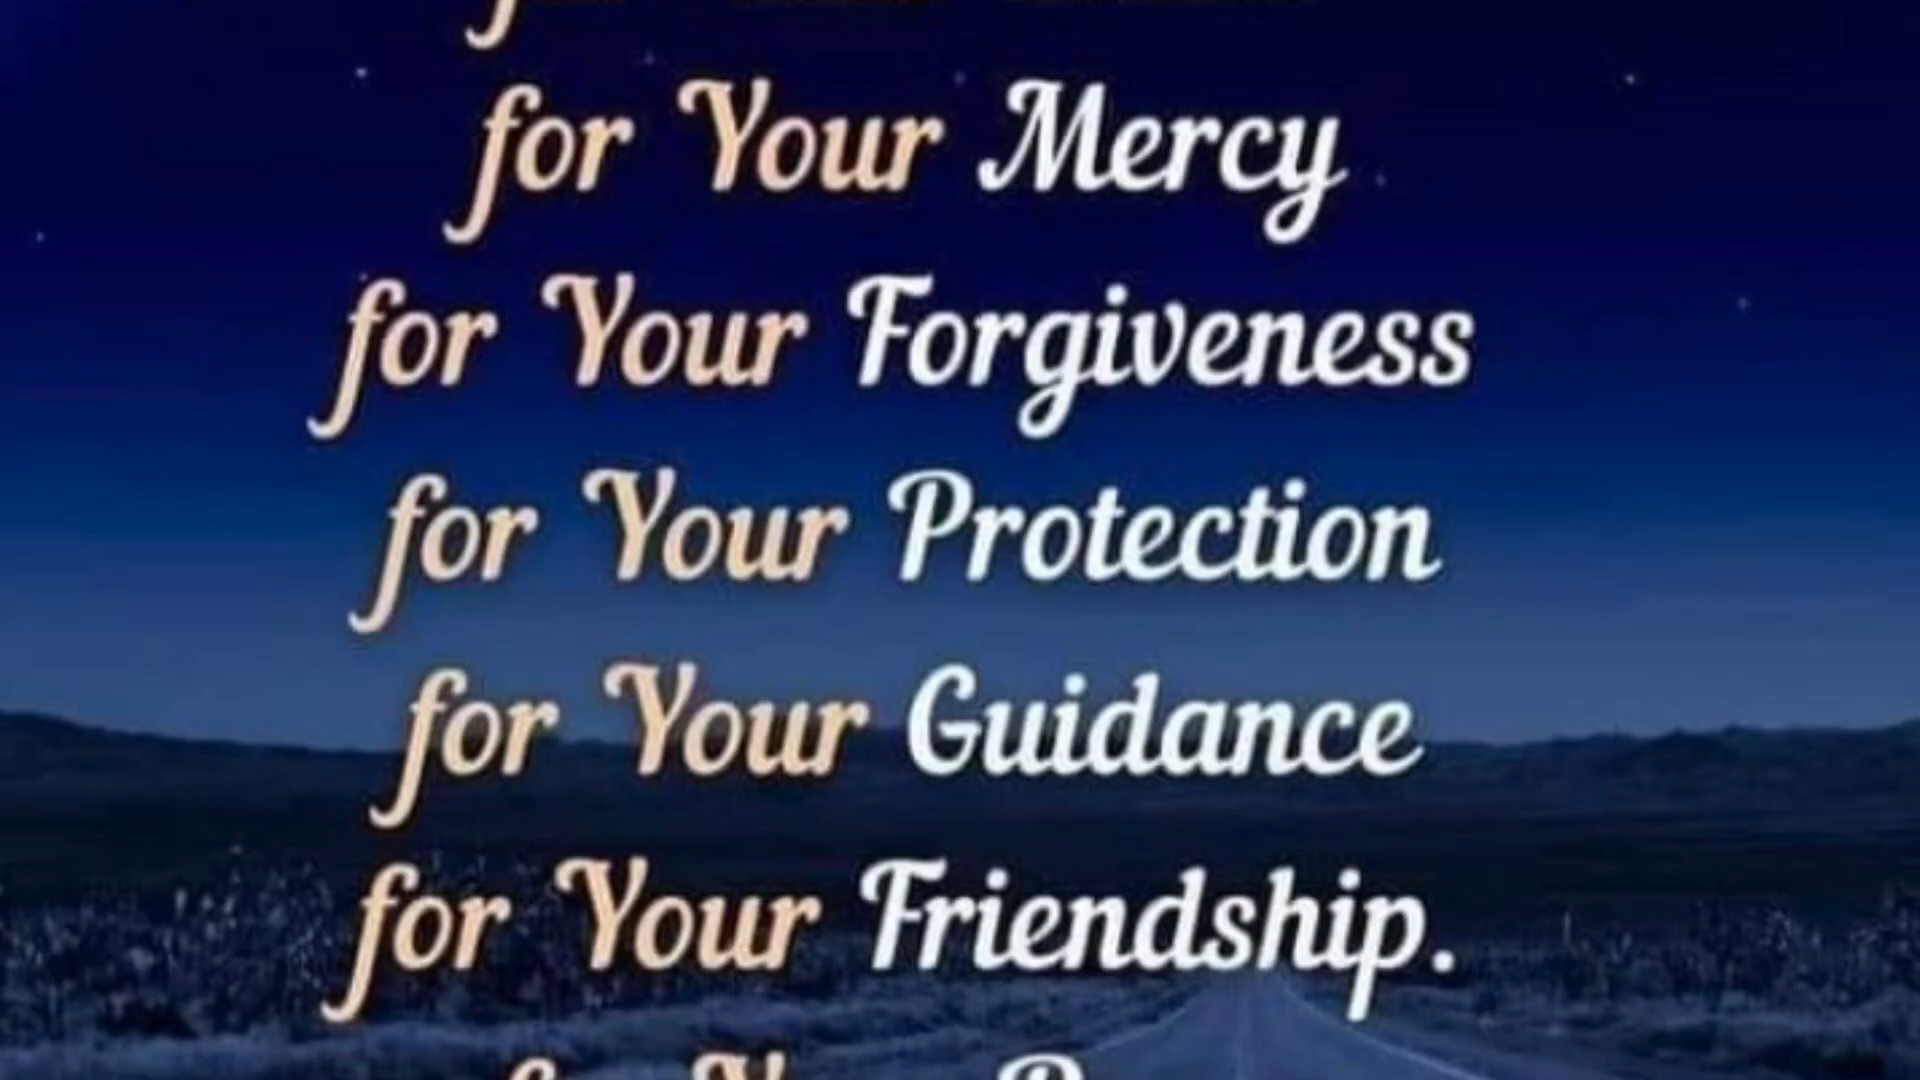 for Your Mercy
for Your Forgiveness
for Your Protection
for Your Guidance
for Your Friendship.